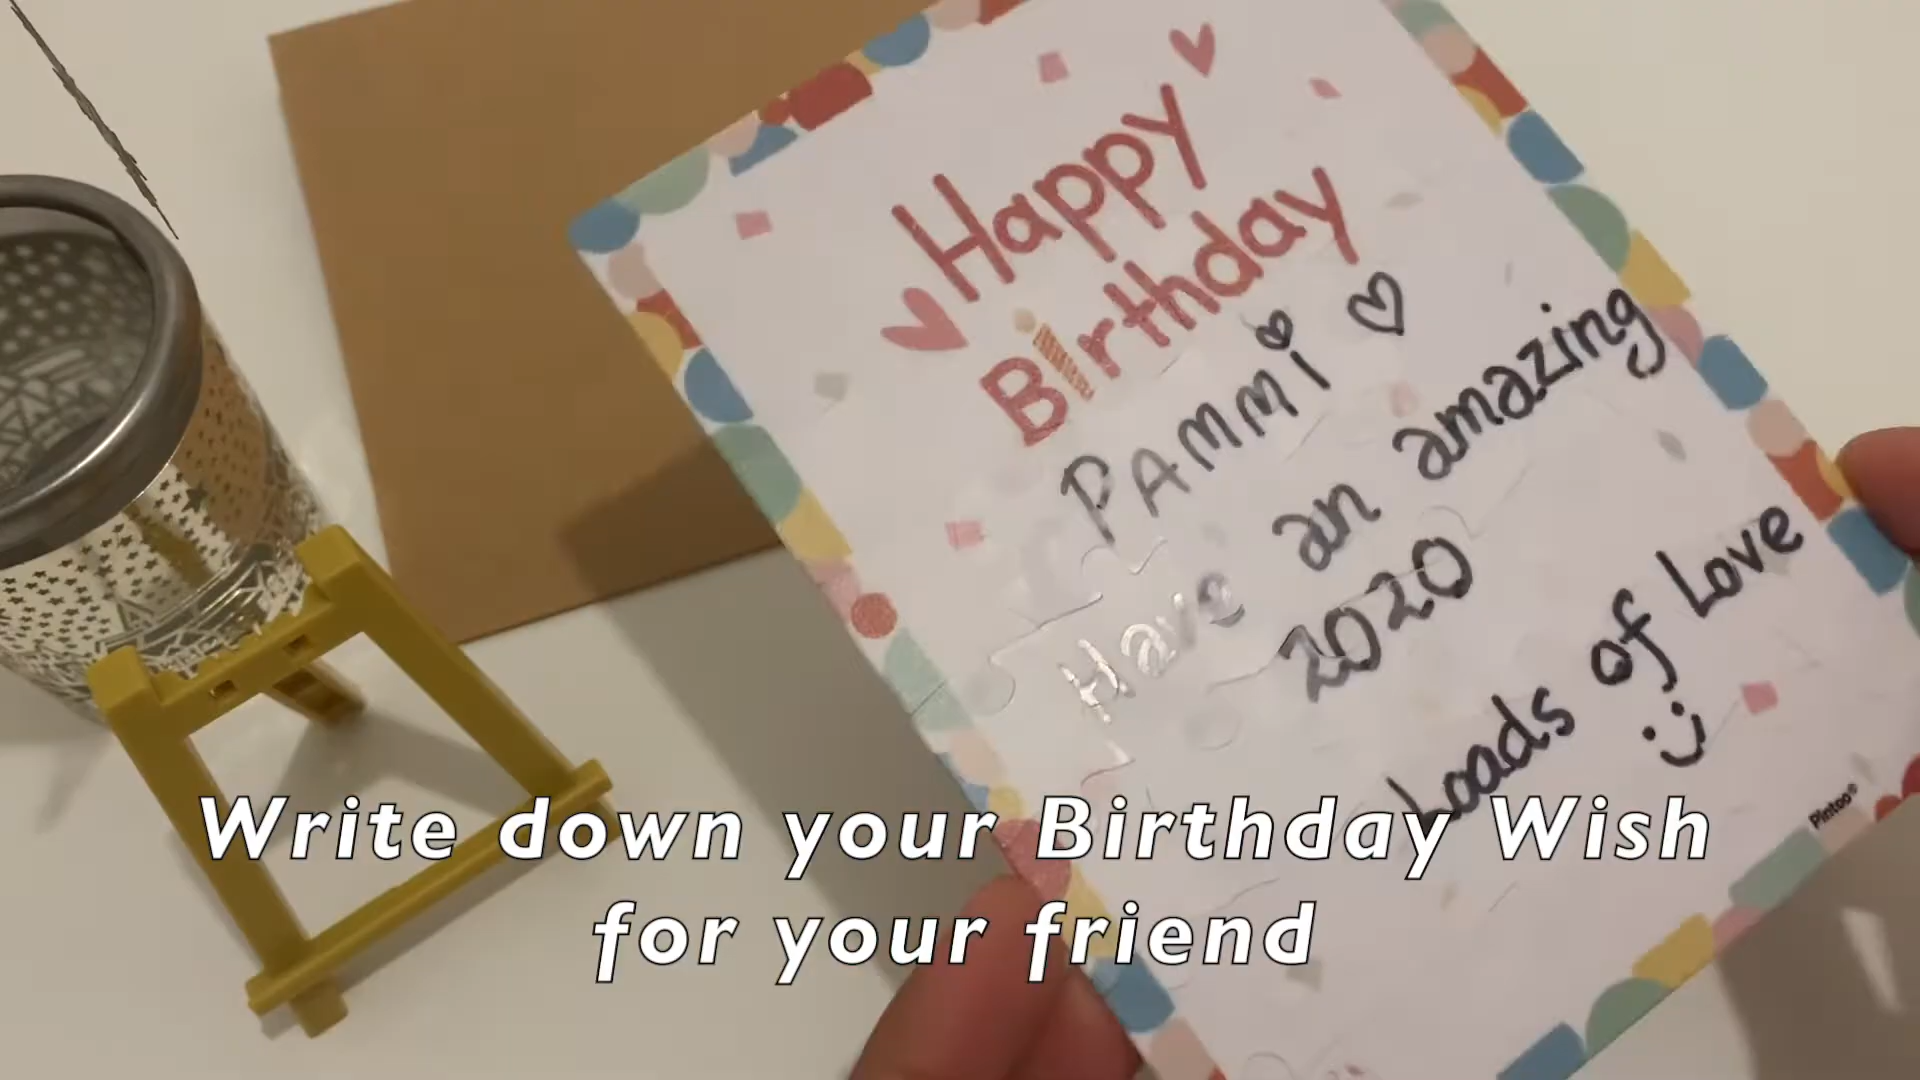 Happy
Birthday
PAMMi
Have an amazing
2020
Loads of Love
Pintoo®
Write down your Birthday Wish
for your friend